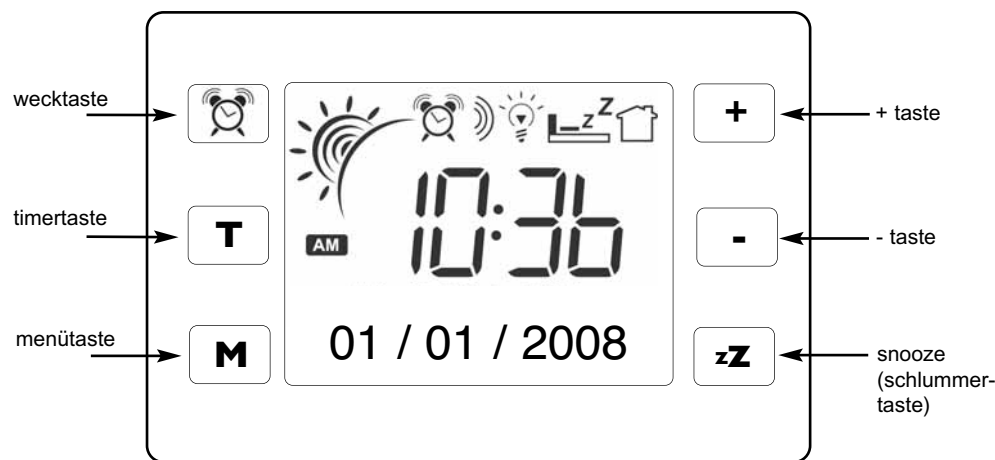 wecktaste
+
+ taste
z Z
timertaste
T
AM
10:36
-
- taste
menütaste
M
01 / 01 / 2008
zZ
snooze
(schlummer-
taste)